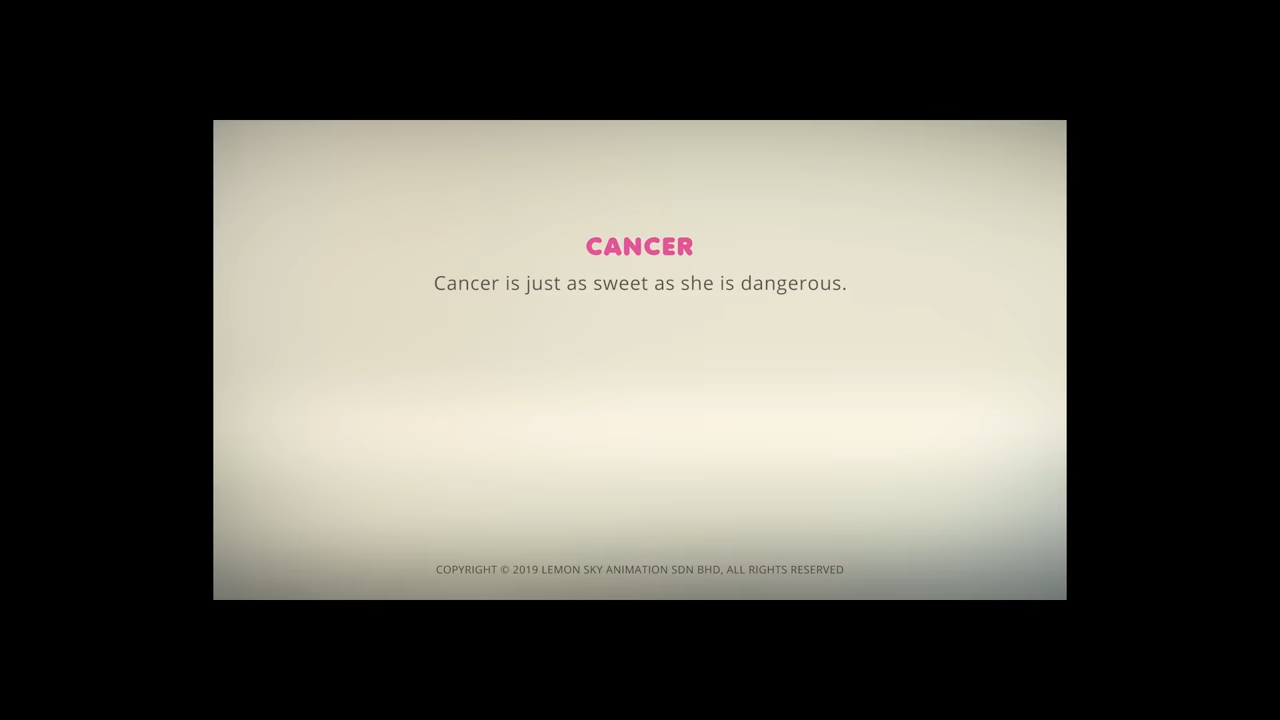 CANCER
Cancer is just as sweet as she is dangerous.
COPYRIGHT © 2019 LEMON SKY ANIMATION SDN BHD, ALL RIGHTS RESERVED